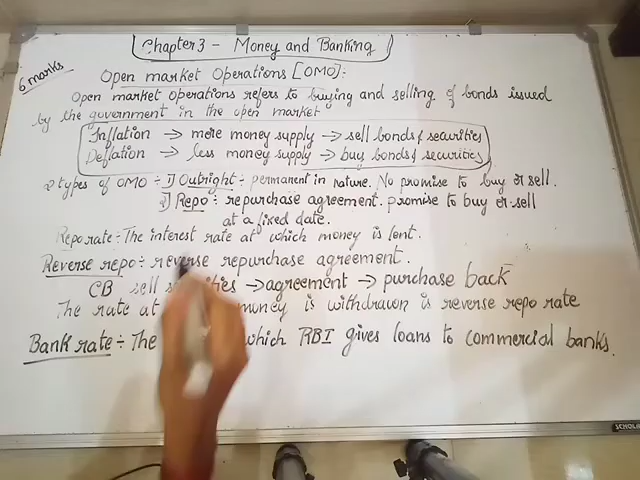 Chapter 3 - Money and Banking
6 marks
Open market Operations [OMO]:
Open market operations refers to buying and selling of bonds issued
by the government in the open market
Inflation → more money supply → sell bonds & securities
Deflation → less money supply → buy bonds & securities
2 types of OMO ÷ 1) Outright ÷ permanent in nature. No promise to buy or sell.
2) Repo : repurchase agreement. promise to buy or sell
at a fixed date.
Repo rate ÷ The interest rate at which money is lent.
Reverse repo ÷ reverse repurchase agreement.
CB sell → agreement → purchase back
The rate at money is withdrawn is reverse repo rate
Bank rate ÷ The which RBI gives loans to commercial banks.